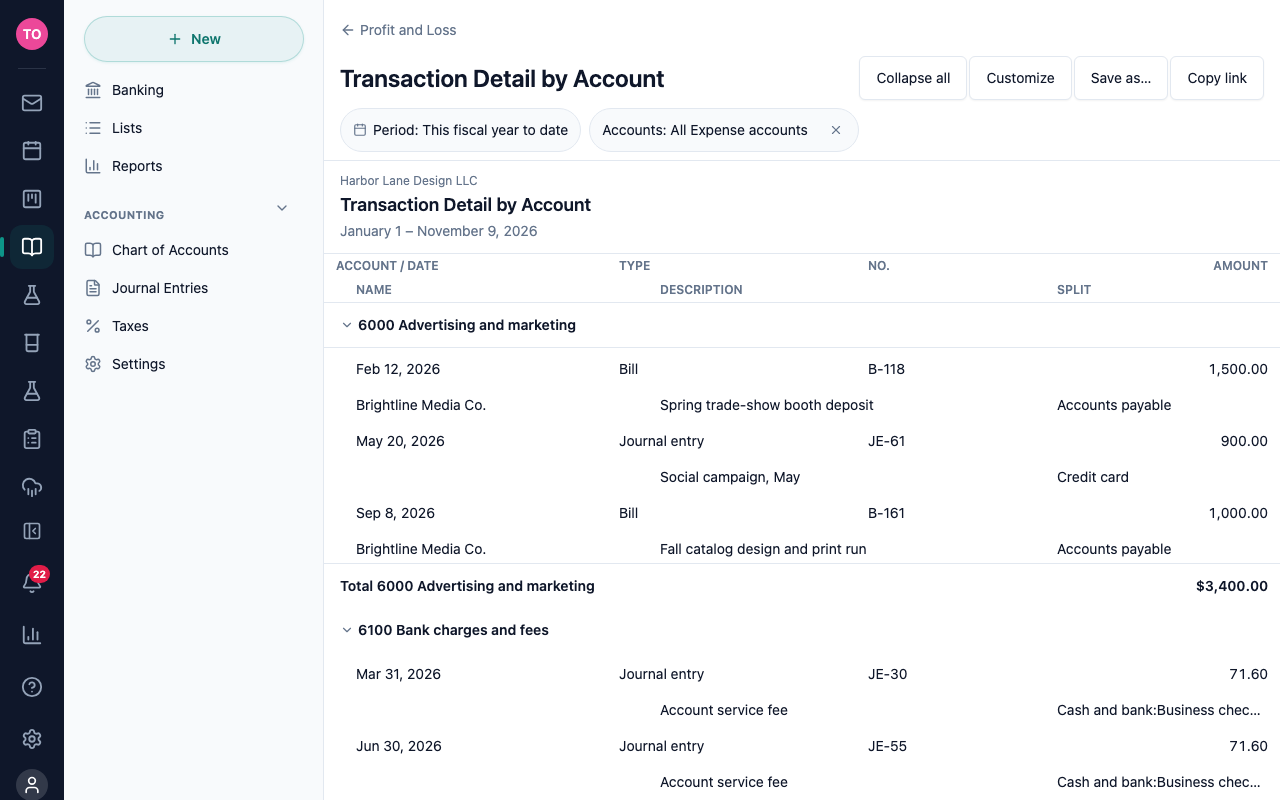 TO
22
New
Banking
Lists
Reports
ACCOUNTING
Chart of Accounts
Journal Entries
Taxes
Settings
Profit and Loss
Transaction Detail by Account
Collapse all
Customize
Save as...
Copy link
Period: This fiscal year to date
Accounts: All Expense accounts
Harbor Lane Design LLC
Transaction Detail by Account
January 1 – November 9, 2026
ACCOUNT / DATE TYPE NO. AMOUNT
NAME DESCRIPTION SPLIT
6000 Advertising and marketing
Feb 12, 2026 Bill B-118 1,500.00
Brightline Media Co. Spring trade-show booth deposit Accounts payable
May 20, 2026 Journal entry JE-61 900.00
Social campaign, May Credit card
Sep 8, 2026 Bill B-161 1,000.00
Brightline Media Co. Fall catalog design and print run Accounts payable
Total 6000 Advertising and marketing $3,400.00
6100 Bank charges and fees
Mar 31, 2026 Journal entry JE-30 71.60
Account service fee Cash and bank:Business chec...
Jun 30, 2026 Journal entry JE-55 71.60
Account service fee Cash and bank:Business chec...